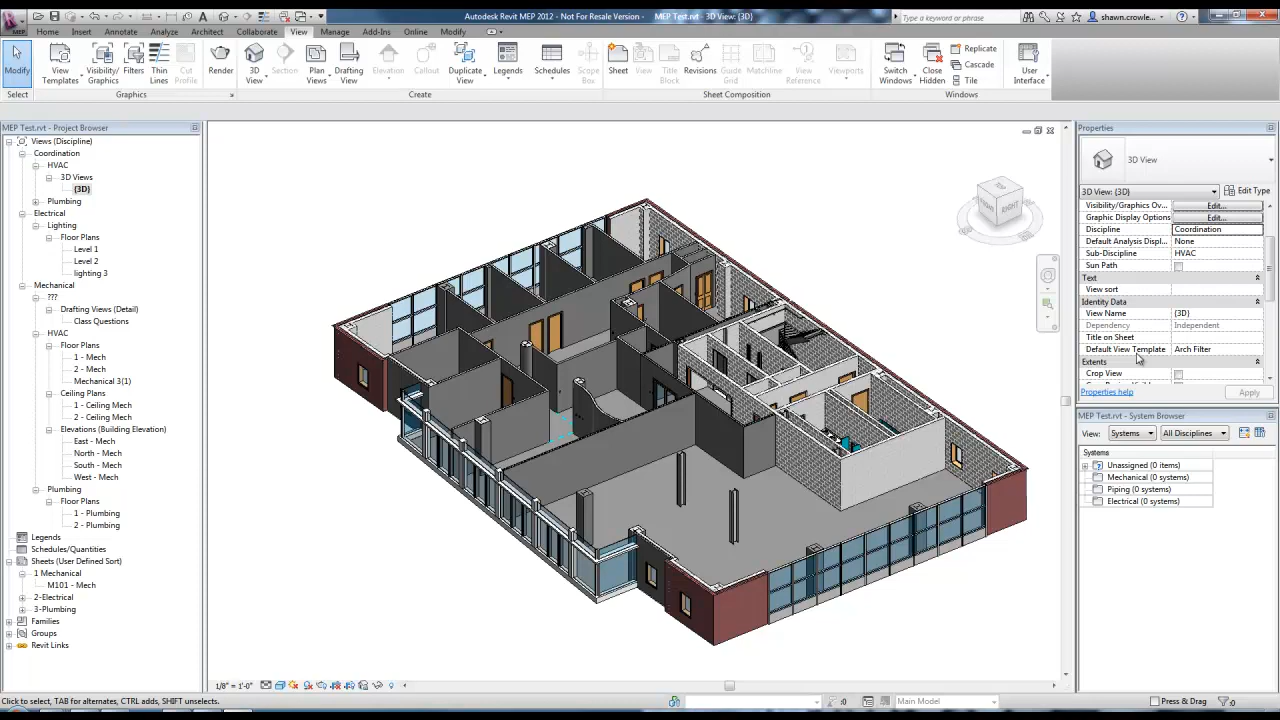 Autodesk Revit MEP 2012 - Not For Resale Version - MEP Test.rvt - 3D View: {3D}
Type a keyword or phrase
shawn.crowle...
MEP
Home Insert Annotate Analyze Architect Collaborate View Manage Add-Ins Online Modify
Modify
View Templates
Visibility/ Graphics
Filters
Thin Lines
Cut Profile
Render
3D View
Section
Plan Views
Drafting View
Elevation
Callout
Duplicate View
Legends
Schedules
Scope Box
Sheet
View
Title Block
Revisions
Guide Grid
Matchline
View Reference
Viewports
Switch Windows
Close Hidden
Replicate
Cascade
Tile
User Interface
Select
Graphics
Create
Sheet Composition
Windows
MEP Test.rvt - Project Browser
Views (Discipline)
Coordination
HVAC
3D Views
{3D}
Plumbing
Electrical
Lighting
Floor Plans
Level 1
Level 2
lighting 3
Mechanical
???
Drafting Views (Detail)
Class Questions
HVAC
Floor Plans
1 - Mech
2 - Mech
Mechanical 3(1)
Ceiling Plans
1 - Ceiling Mech
2 - Ceiling Mech
Elevations (Building Elevation)
East - Mech
North - Mech
South - Mech
West - Mech
Plumbing
Floor Plans
1 - Plumbing
2 - Plumbing
Legends
Schedules/Quantities
Sheets (User Defined Sort)
1 Mechanical
M101 - Mech
2-Electrical
3-Plumbing
Families
Groups
Revit Links
TOP
FRONT
RIGHT
1/8" = 1'-0"
Properties
3D View
3D View: {3D}
Edit Type
Visibility/Graphics Ov... Edit...
Graphic Display Options Edit...
Discipline Coordination
Default Analysis Displ... None
Sub-Discipline HVAC
Sun Path
Text
View sort
Identity Data
View Name {3D}
Dependency Independent
Title on Sheet
Default View Template Arch Filter
Extents
Crop View
Properties help
Apply
MEP Test.rvt - System Browser
View: Systems All Disciplines
Systems
Unassigned (0 items)
Mechanical (0 systems)
Piping (0 systems)
Electrical (0 systems)
Click to select, TAB for alternates, CTRL adds, SHIFT unselects.
:0
Main Model
Press & Drag
:0